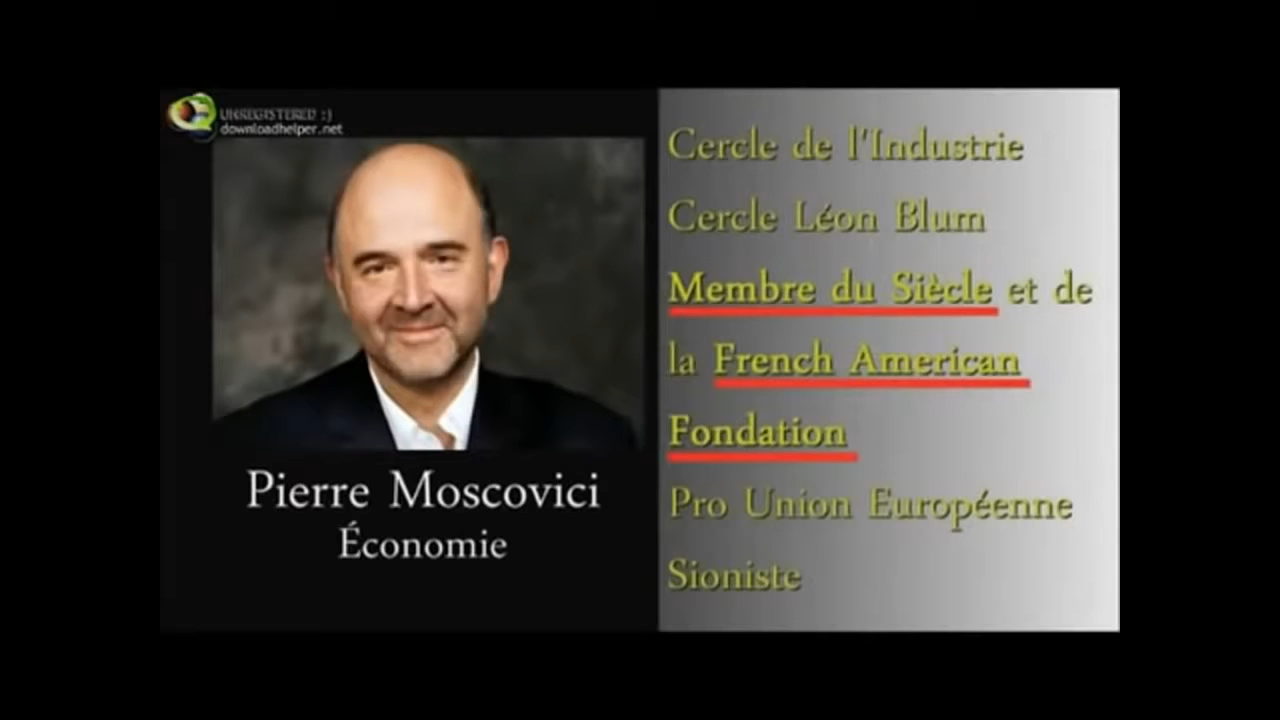 UNREGISTERED :)
downloadhelper.net
Pierre Moscovici
Économie
Cercle de l'Industrie
Cercle Léon Blum
Membre du Siècle et de
la French American
Fondation
Pro Union Européenne
Sioniste